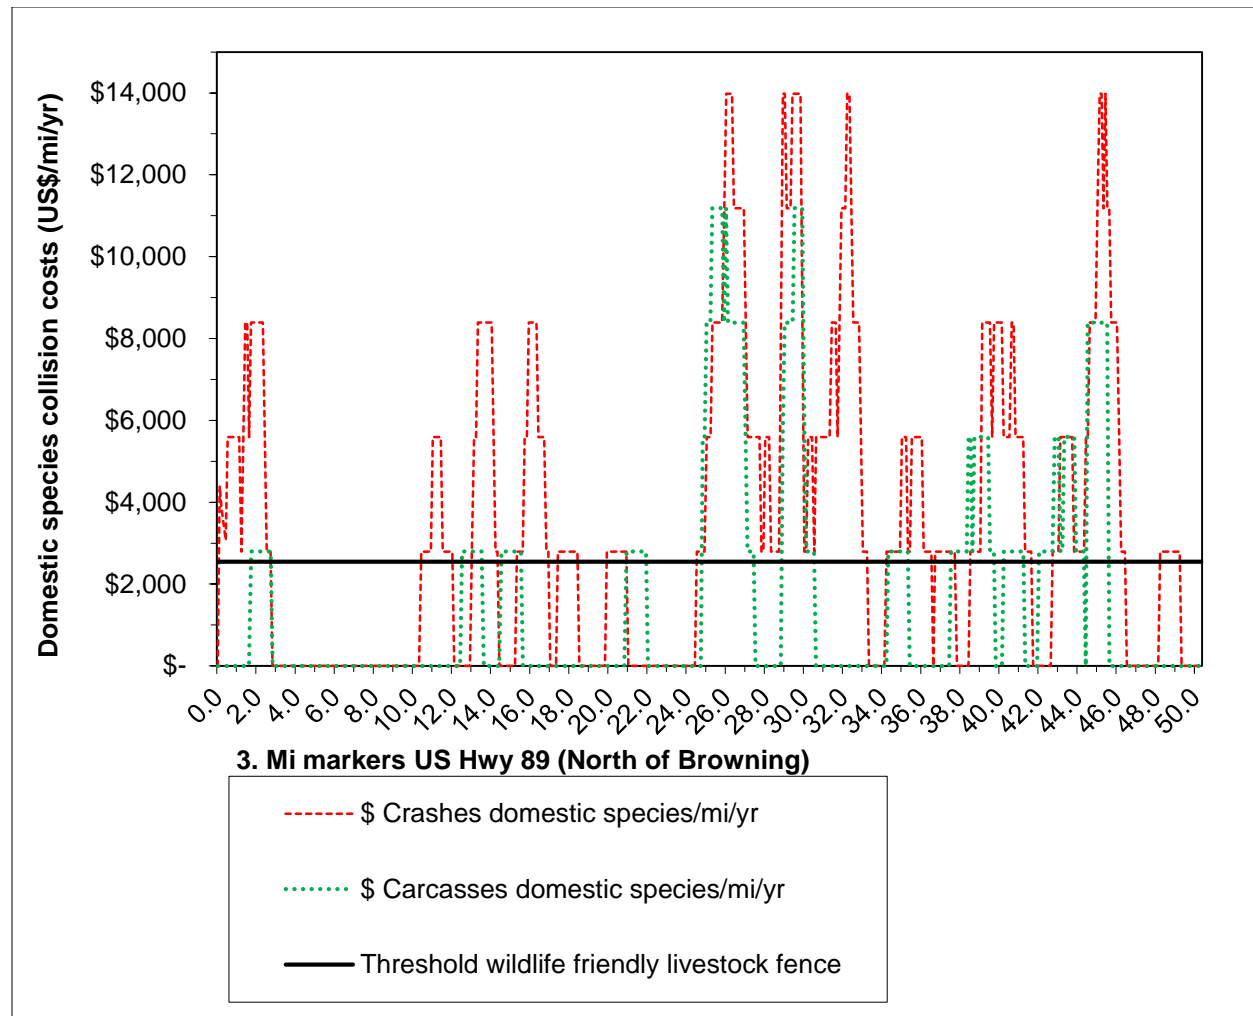 Domestic species collision costs (US$/mi/yr)
$14,000
$12,000
$10,000
$8,000
$6,000
$4,000
$2,000
$-
0.0 2.0 4.0 6.0 8.0 10.0 12.0 14.0 16.0 18.0 20.0 22.0 24.0 26.0 28.0 30.0 32.0 34.0 36.0 38.0 40.0 42.0 44.0 46.0 48.0 50.0
3. Mi markers US Hwy 89 (North of Browning)
$ Crashes domestic species/mi/yr
$ Carcasses domestic species/mi/yr
Threshold wildlife friendly livestock fence